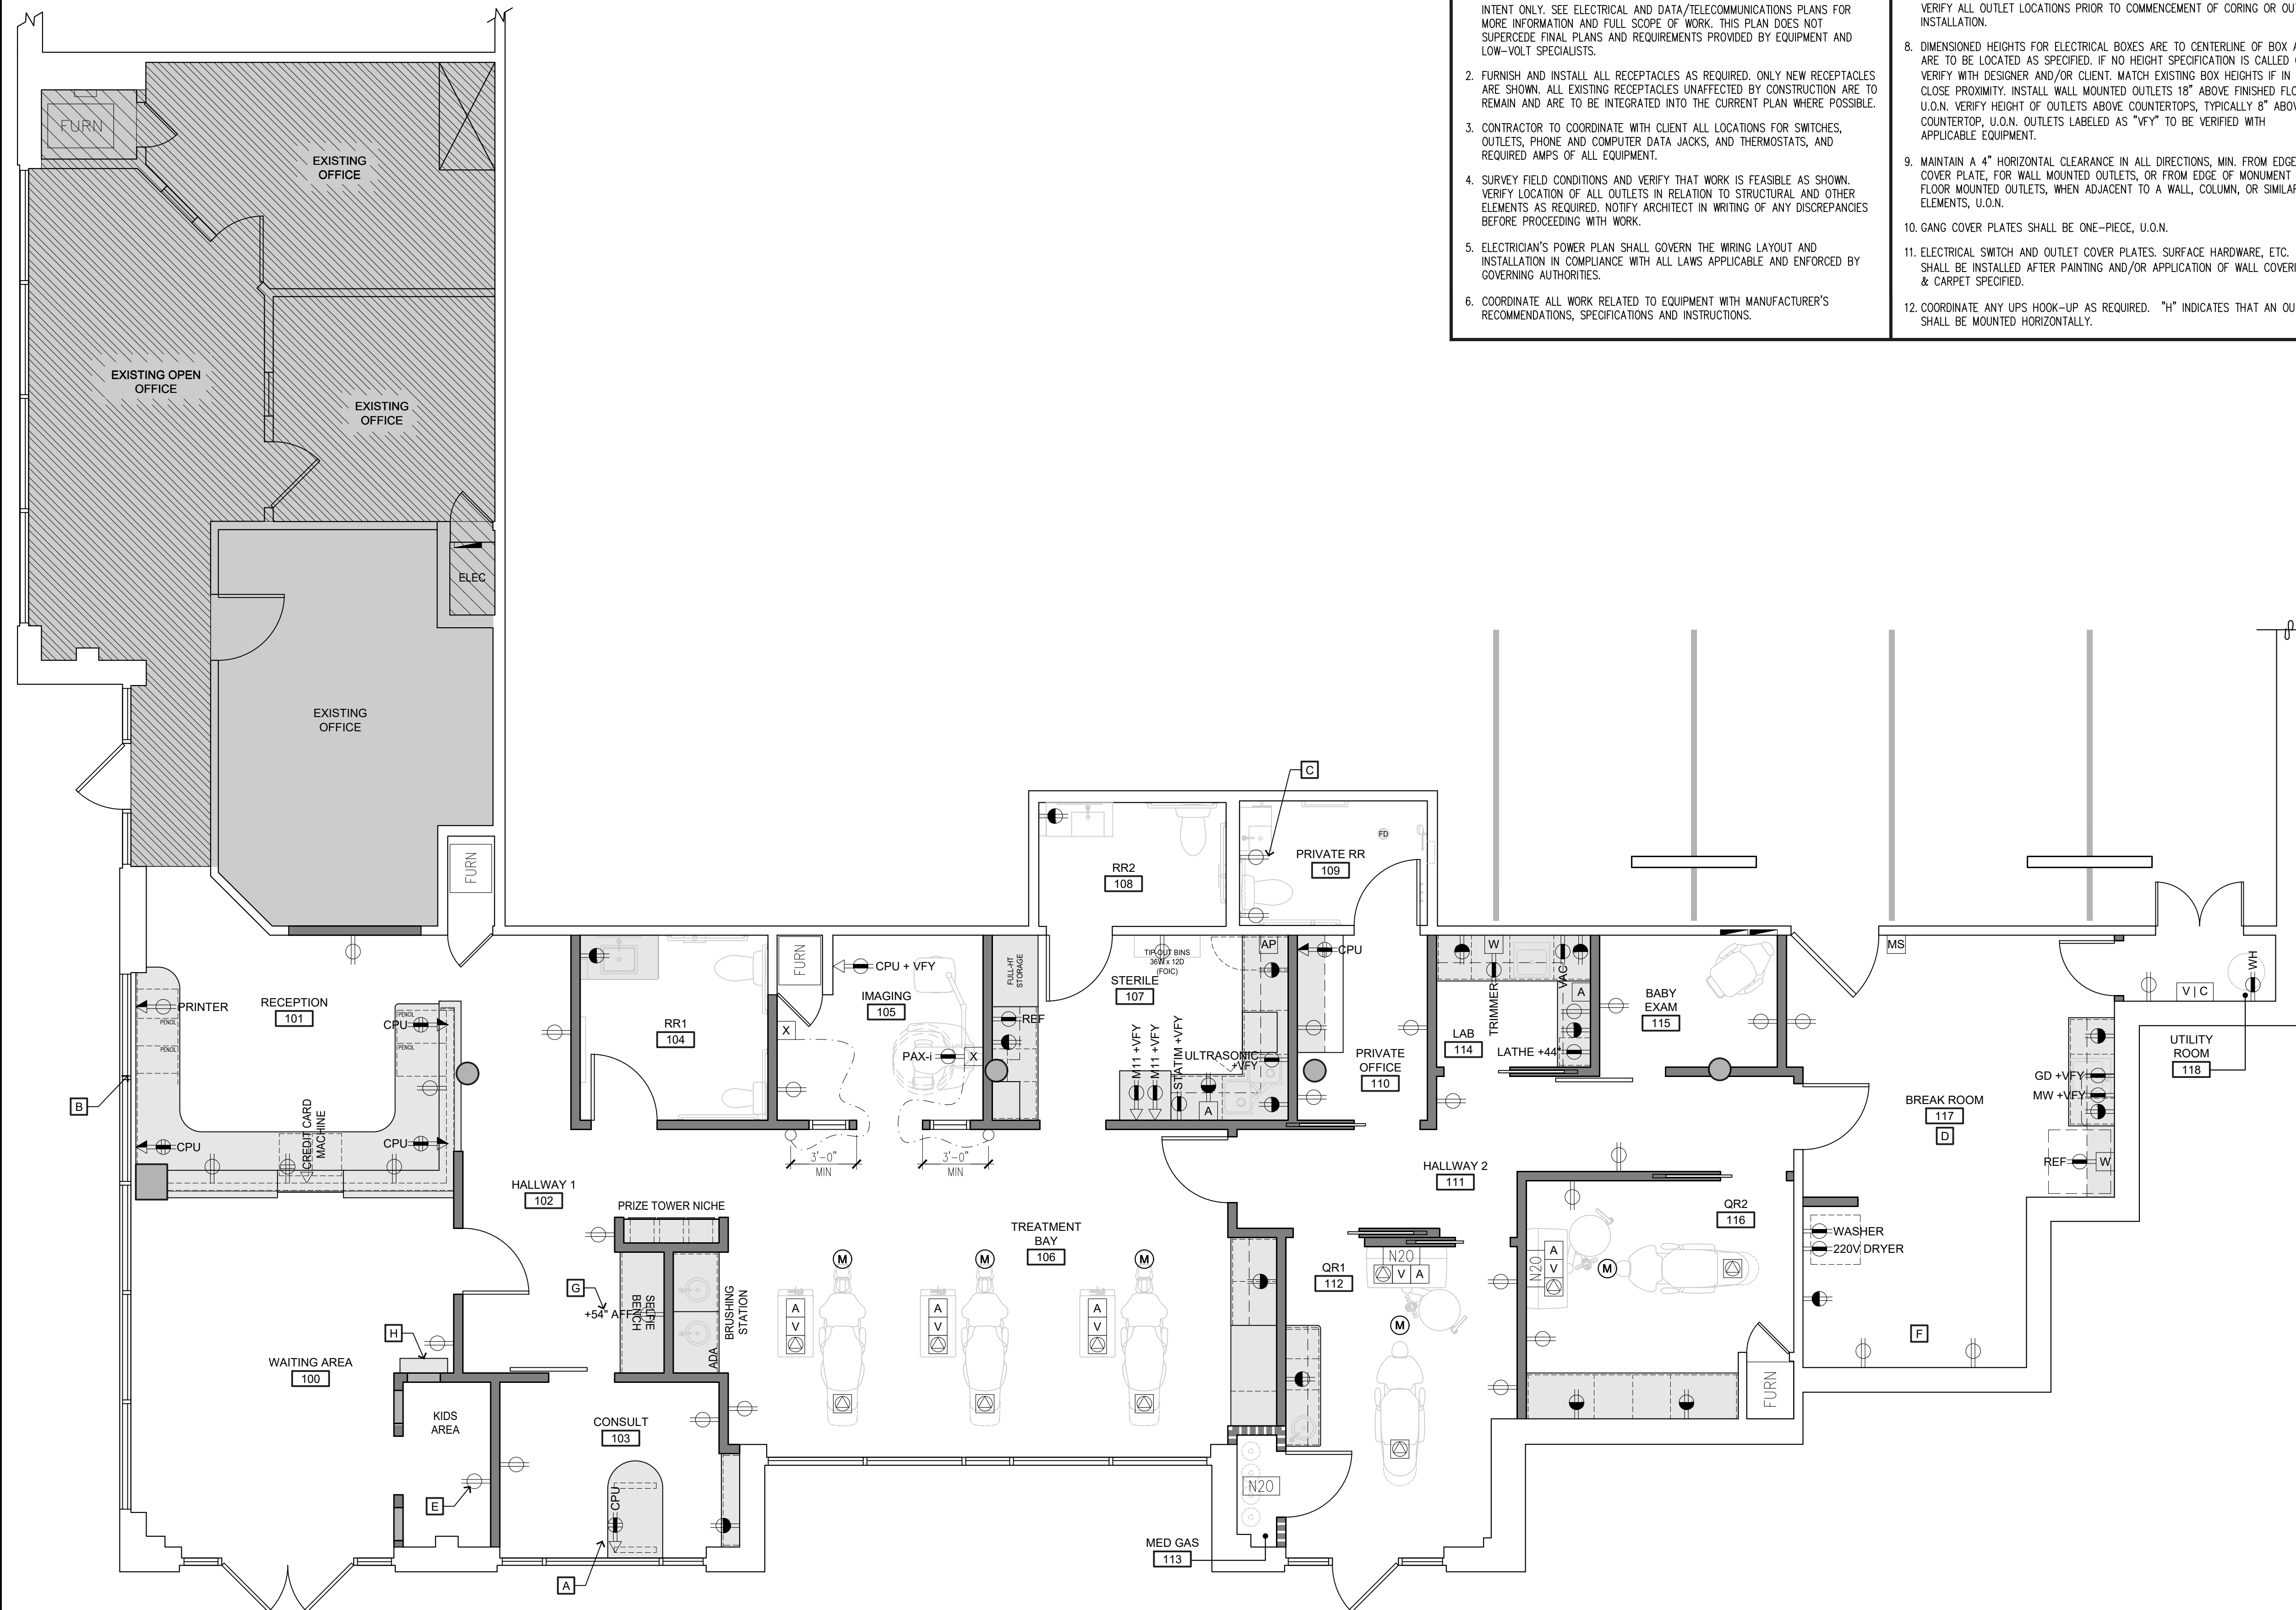 INTENT ONLY. SEE ELECTRICAL AND DATA/TELECOMMUNICATIONS PLANS FOR
MORE INFORMATION AND FULL SCOPE OF WORK. THIS PLAN DOES NOT
SUPERCEDE FINAL PLANS AND REQUIREMENTS PROVIDED BY EQUIPMENT AND
LOW-VOLT SPECIALISTS.
2. FURNISH AND INSTALL ALL RECEPTACLES AS REQUIRED. ONLY NEW RECEPTACLES
ARE SHOWN. ALL EXISTING RECEPTACLES UNAFFECTED BY CONSTRUCTION ARE TO
REMAIN AND ARE TO BE INTEGRATED INTO THE CURRENT PLAN WHERE POSSIBLE.
3. CONTRACTOR TO COORDINATE WITH CLIENT ALL LOCATIONS FOR SWITCHES,
OUTLETS, PHONE AND COMPUTER DATA JACKS, AND THERMOSTATS, AND
REQUIRED AMPS OF ALL EQUIPMENT.
4. SURVEY FIELD CONDITIONS AND VERIFY THAT WORK IS FEASIBLE AS SHOWN.
VERIFY LOCATION OF ALL OUTLETS IN RELATION TO STRUCTURAL AND OTHER
ELEMENTS AS REQUIRED. NOTIFY ARCHITECT IN WRITING OF ANY DISCREPANCIES
BEFORE PROCEEDING WITH WORK.
5. ELECTRICIAN'S POWER PLAN SHALL GOVERN THE WIRING LAYOUT AND
INSTALLATION IN COMPLIANCE WITH ALL LAWS APPLICABLE AND ENFORCED BY
GOVERNING AUTHORITIES.
6. COORDINATE ALL WORK RELATED TO EQUIPMENT WITH MANUFACTURER'S
RECOMMENDATIONS, SPECIFICATIONS AND INSTRUCTIONS.
VERIFY ALL OUTLET LOCATIONS PRIOR TO COMMENCEMENT OF CORING OR
INSTALLATION.
8. DIMENSIONED HEIGHTS FOR ELECTRICAL BOXES ARE TO CENTERLINE OF BOX
ARE TO BE LOCATED AS SPECIFIED. IF NO HEIGHT SPECIFICATION IS CALLED
VERIFY WITH DESIGNER AND/OR CLIENT. MATCH EXISTING BOX HEIGHTS IF IN
CLOSE PROXIMITY. INSTALL WALL MOUNTED OUTLETS 18" ABOVE FINISHED
U.O.N. VERIFY HEIGHT OF OUTLETS ABOVE COUNTERTOPS, TYPICALLY 8"
COUNTERTOP, U.O.N. OUTLETS LABELED AS "VFY" TO BE VERIFIED WITH
APPLICABLE EQUIPMENT.
9. MAINTAIN A 4" HORIZONTAL CLEARANCE IN ALL DIRECTIONS, MIN. FROM EDGE
COVER PLATE, FOR WALL MOUNTED OUTLETS, OR FROM EDGE OF MONUMENT
FLOOR MOUNTED OUTLETS, WHEN ADJACENT TO A WALL, COLUMN, OR
ELEMENTS, U.O.N.
10. GANG COVER PLATES SHALL BE ONE-PIECE, U.O.N.
11. ELECTRICAL SWITCH AND OUTLET COVER PLATES. SURFACE HARDWARE, ETC.
SHALL BE INSTALLED AFTER PAINTING AND/OR APPLICATION OF WALL
& CARPET SPECIFIED.
12. COORDINATE ANY UPS HOOK-UP AS REQUIRED. "H" INDICATES THAT AN
SHALL BE MOUNTED HORIZONTALLY.
FURN
EXISTING
OFFICE
EXISTING OPEN
OFFICE
EXISTING
OFFICE
ELEC
EXISTING
OFFICE
FURN
C
RR2
108
PRIVATE RR
109
FD
PRINTER
PENCIL
PENCIL
RECEPTION
101
CPU
PENCIL
PENCIL
CPU
CPU
CREDIT CARD
MACHINE
B
RR1
104
FURN
CPU + VFY
IMAGING
105
X
PAX-i
X
3'-0"
MIN
3'-0"
MIN
FULL-HT
STORAGE
REF
TIP-OUT BINS
36W x 12D
(FOIC)
STERILE
107
AP
M11 +VFY
M11 +VFY
STATIM +VFY
ULTRASONIC
+VFY
A
CPU
PRIVATE
OFFICE
110
W
TRIMMER
VAC
A
LAB
114
LATHE +44"
BABY
EXAM
115
MS
WH
V | C
UTILITY
ROOM
118
GD +VFY
MW +VFY
BREAK ROOM
117
D
REF
W
WASHER
220V DRYER
F
HALLWAY 1
102
PRIZE TOWER NICHE
TREATMENT
BAY
106
HALLWAY 2
111
QR2
116
QR1
112
N20
V A
N20
A
V
M
M
M
M
M
A
V
A
V
A
V
G
+54" AFF
SELFIE
BENCH
BRUSHING
STATION
ADA
H
WAITING AREA
100
KIDS
AREA
E
CONSULT
103
CPU
A
N20
MED GAS
113
FURN